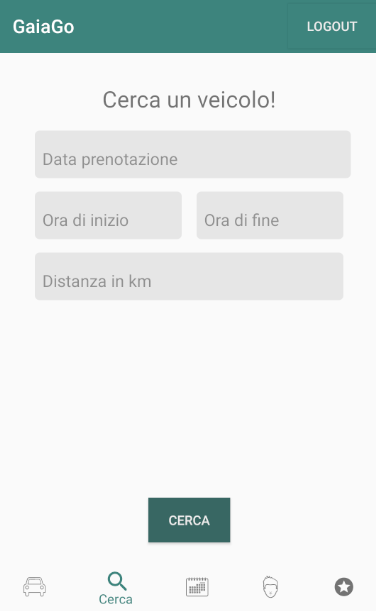 GaiaGo
LOGOUT
Cerca un veicolo!
Data prenotazione
Ora di inizio
Ora di fine
Distanza in km
CERCA
Cerca